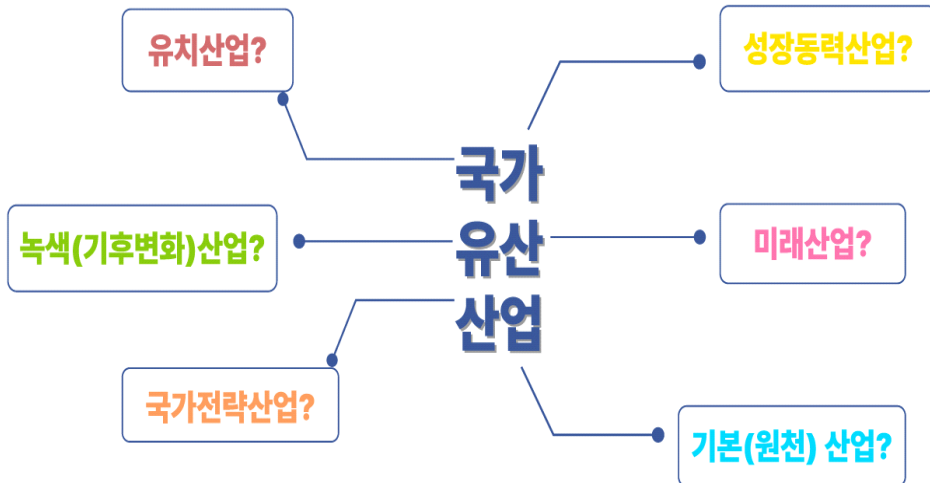 유치산업?
성장동력산업?
국가
유산
산업
녹색(기후변화)산업?
미래산업?
국가전략산업?
기본(원천) 산업?